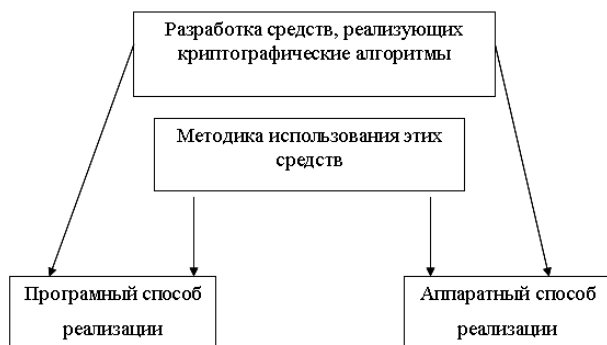 Разработка средств, реализующих
криптографические алгоритмы
Методика использования этих
средств
Програмный способ
реализации
Аппаратный способ
реализации